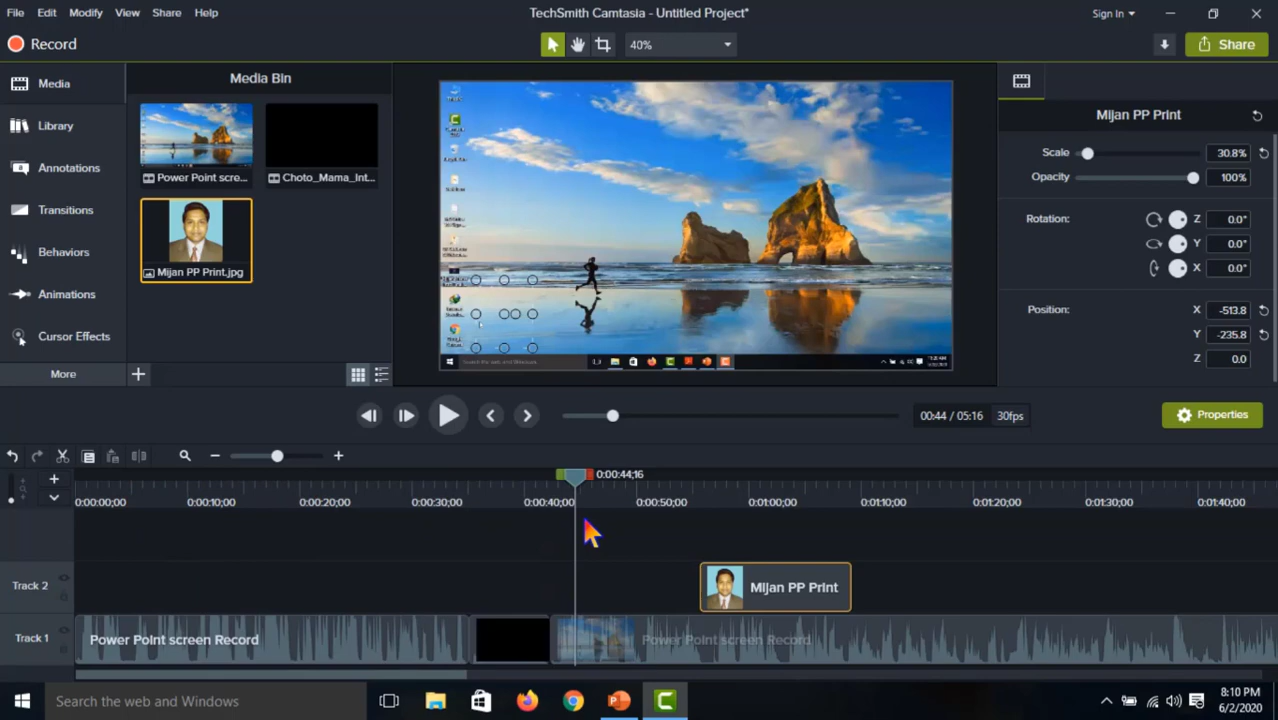 File Edit Modify View Share Help
TechSmith Camtasia - Untitled Project*
Sign In
Record
40%
Share
Media
Library
Annotations
Transitions
Behaviors
Animations
Cursor Effects
More
Media Bin
Power Point scre...
Choto_Mama_Int...
Mijan PP Print.jpg
Mijan PP Print
Scale 30.8%
Opacity 100%
Rotation: Z 0.0°
Y 0.0°
X 0.0°
Position: X -513.8
Y -235.8
Z 0.0
00:44 / 05:16 30fps
Properties
0:00:44;16
0:00:00;00 0:00:10;00 0:00:20;00 0:00:30;00 0:00:40;00 0:00:50;00 0:01:00;00 0:01:10;00 0:01:20;00 0:01:30;00 0:01:40;00
Track 2
Mijan PP Print
Track 1
Power Point screen Record
Power Point screen Record
Search the web and Windows
8:10 PM
6/2/2020